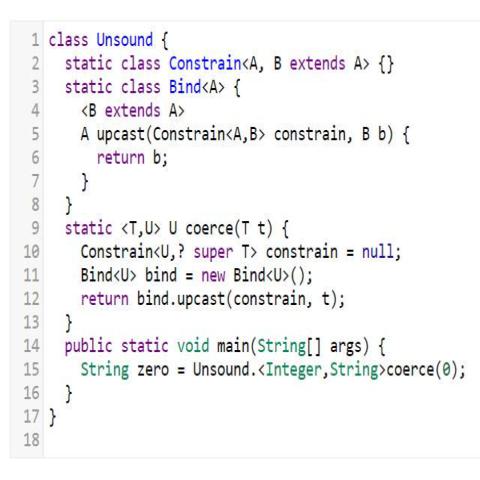 1 class Unsound {
2   static class Constrain<A, B extends A> {}
3   static class Bind<A> {
4     <B extends A>
5     A upcast(Constrain<A,B> constrain, B b) {
6       return b;
7     }
8   }
9   static <T,U> U coerce(T t) {
10     Constrain<U,? super T> constrain = null;
11     Bind<U> bind = new Bind<U>();
12     return bind.upcast(constrain, t);
13   }
14   public static void main(String[] args) {
15     String zero = Unsound.<Integer,String>coerce(0);
16   }
17 }
18